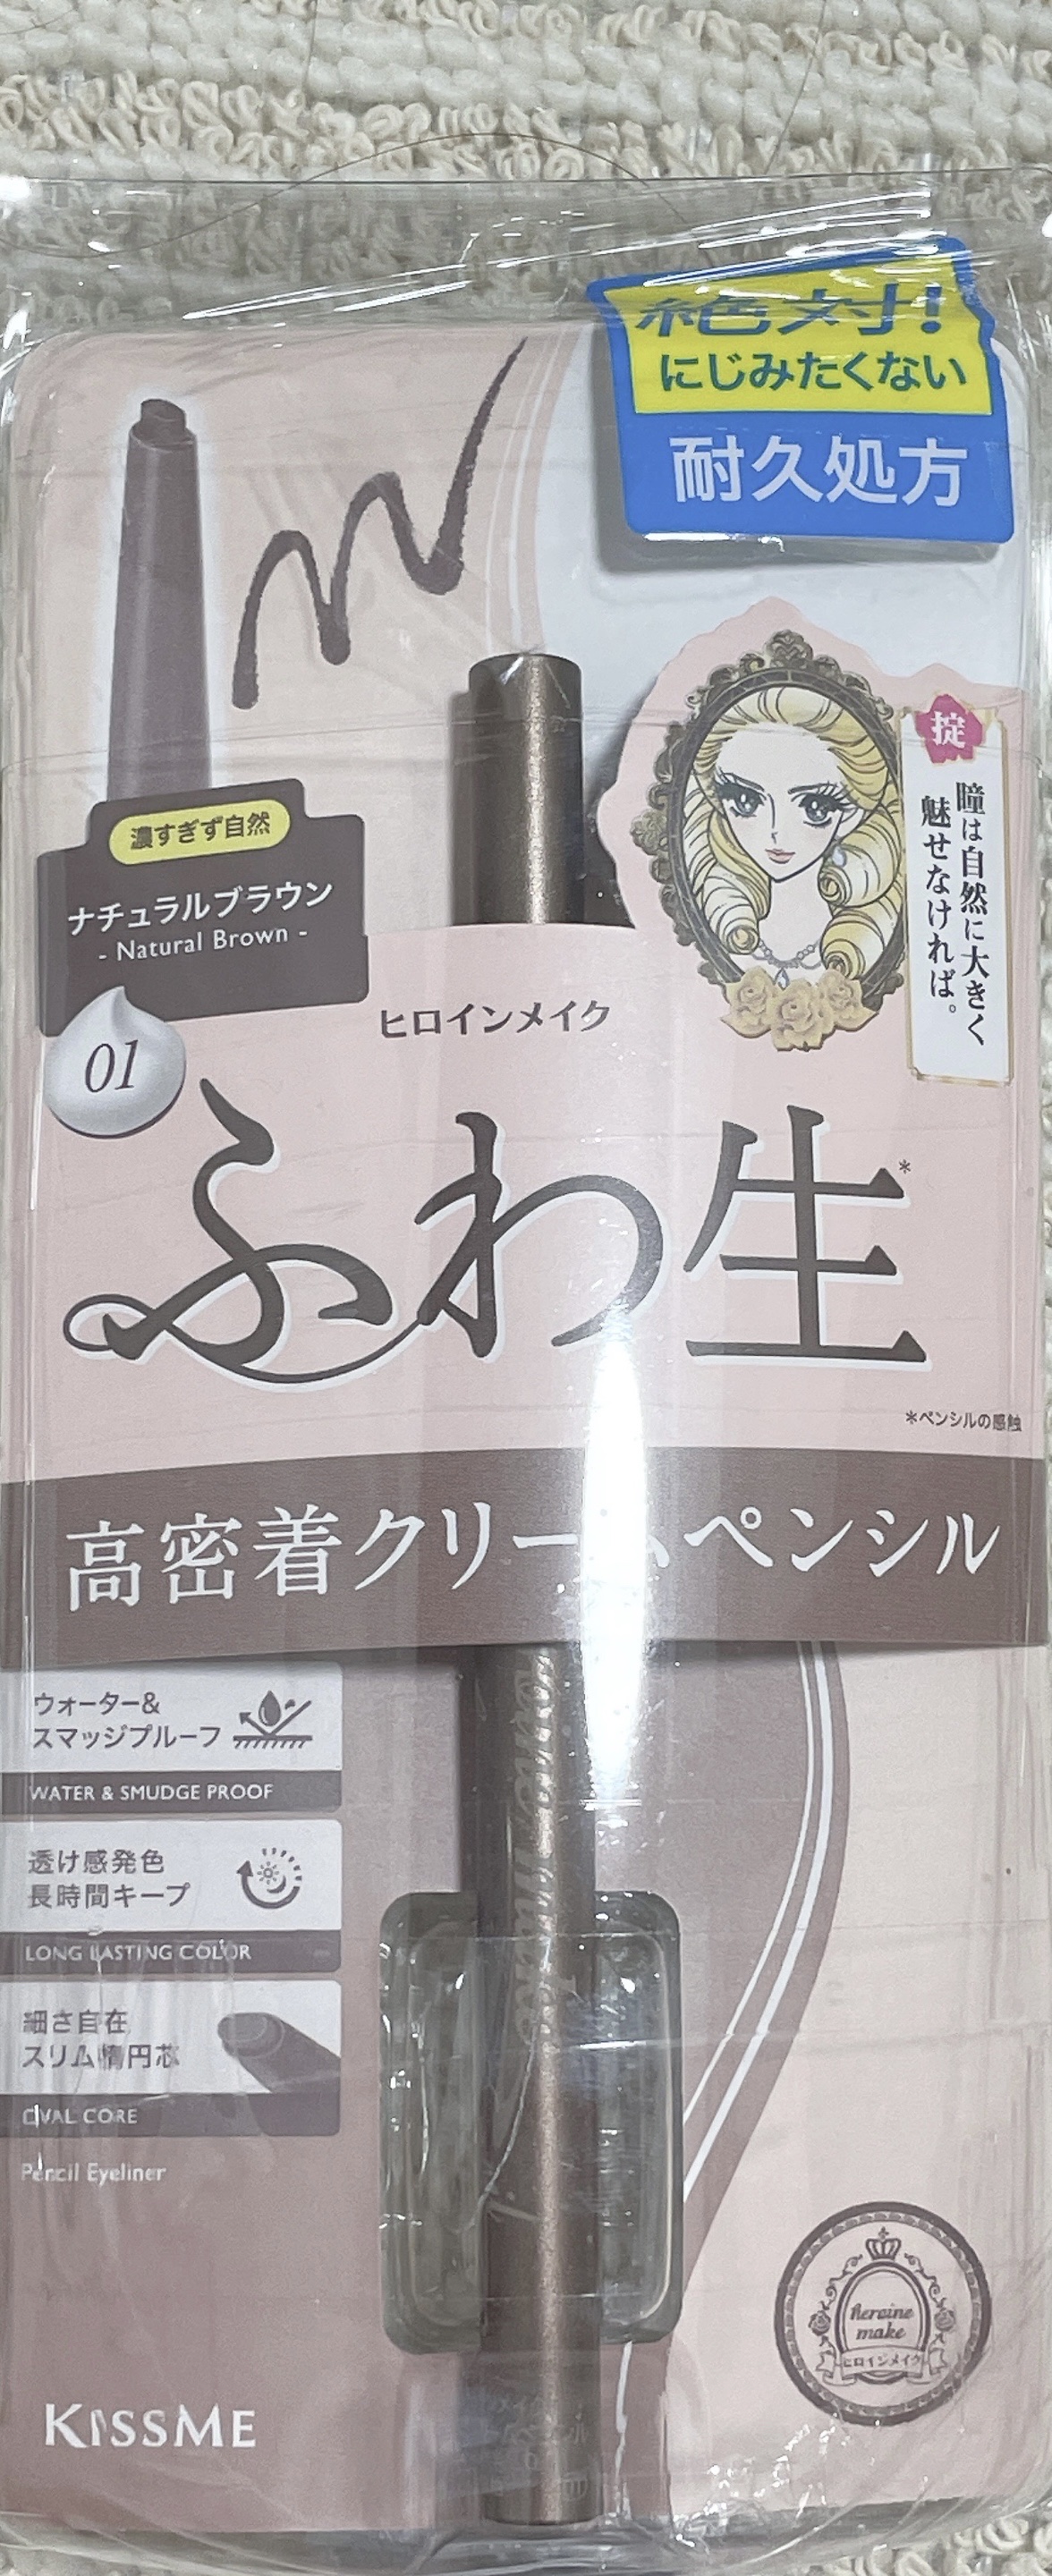 絶対!
にじみたくない
耐久処方
掟
瞳は自然に大きく
魅せなければ。
濃すぎず自然
ナチュラルブラウン
- Natural Brown -
01
ヒロインメイク
ふわ生*
*ペンシルの感触
高密着クリームペンシル
ウォーター&
スマッジプルーフ
WATER & SMUDGE PROOF
透け感発色
長時間キープ
LONG LASTING COLOR
細さ自在
スリム楕円芯
OVAL CORE
Pencil Eyeliner
heroine
make
ヒロインメイク
KISSME